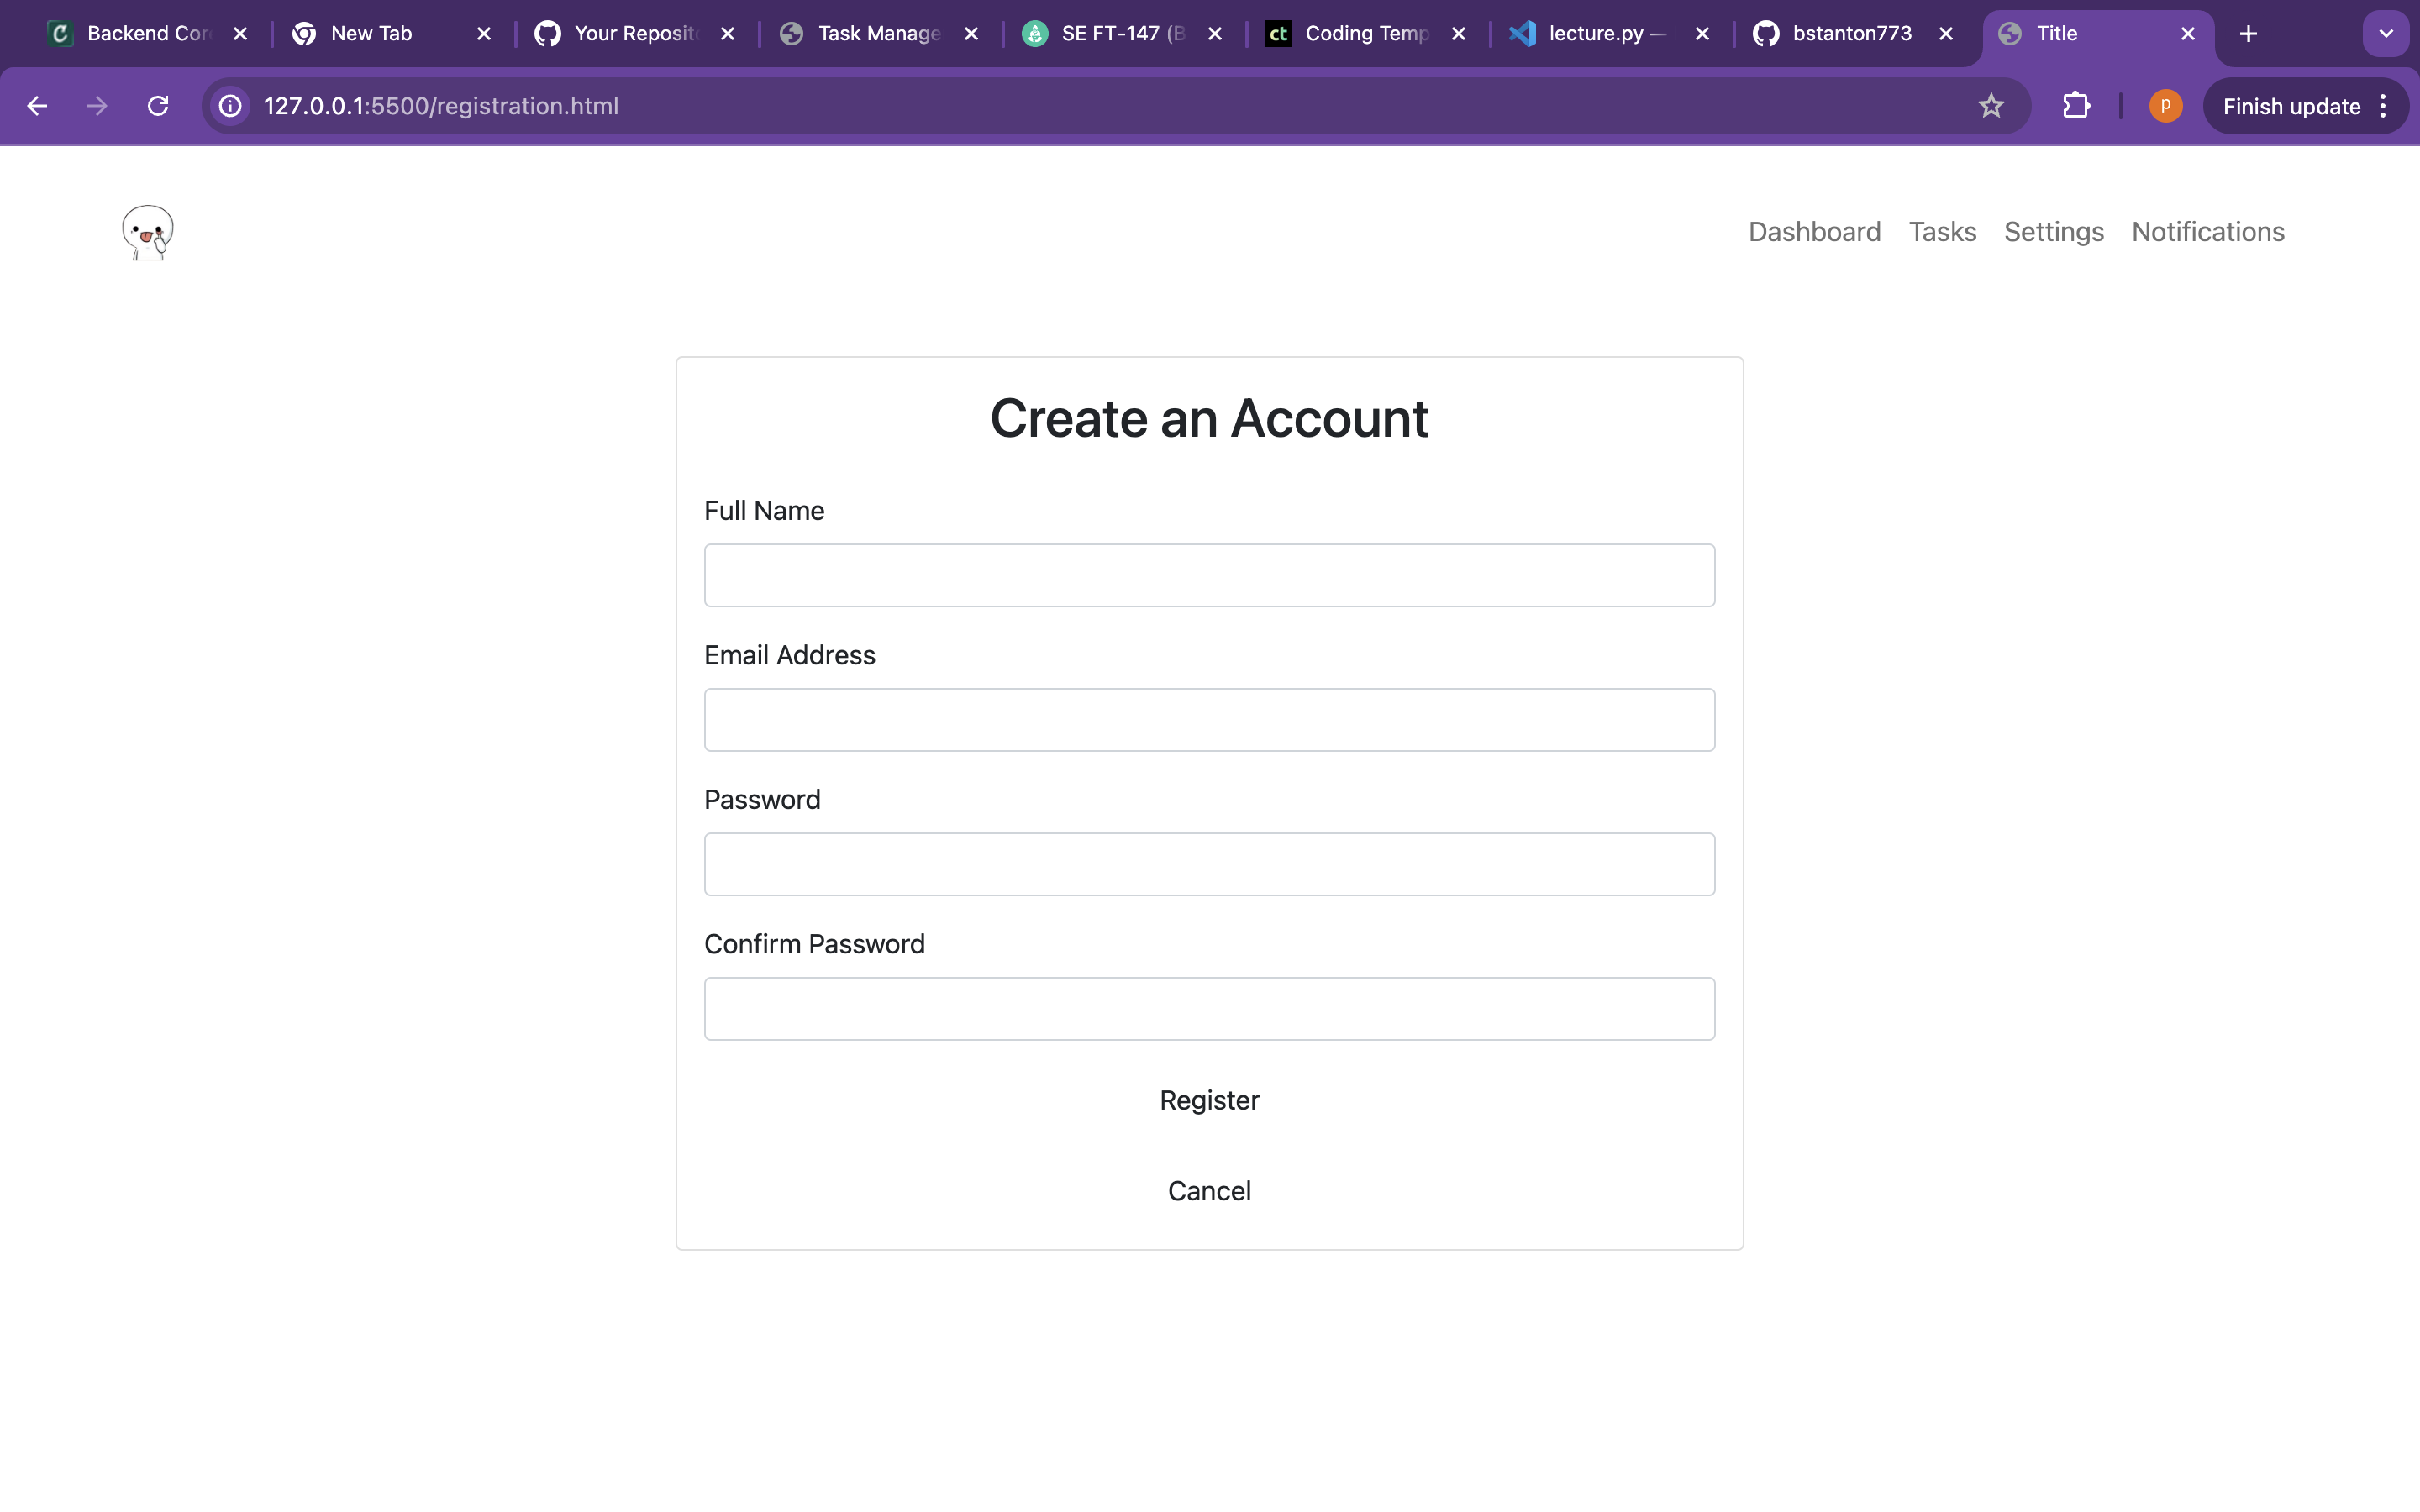 Backend Cor
New Tab
Your Reposit
Task Manage
SE FT-147 (B
ct Coding Temp
lecture.py —
bstanton773
Title
127.0.0.1:5500/registration.html
P
Finish update
Dashboard Tasks Settings Notifications
Create an Account
Full Name
Email Address
Password
Confirm Password
Register
Cancel